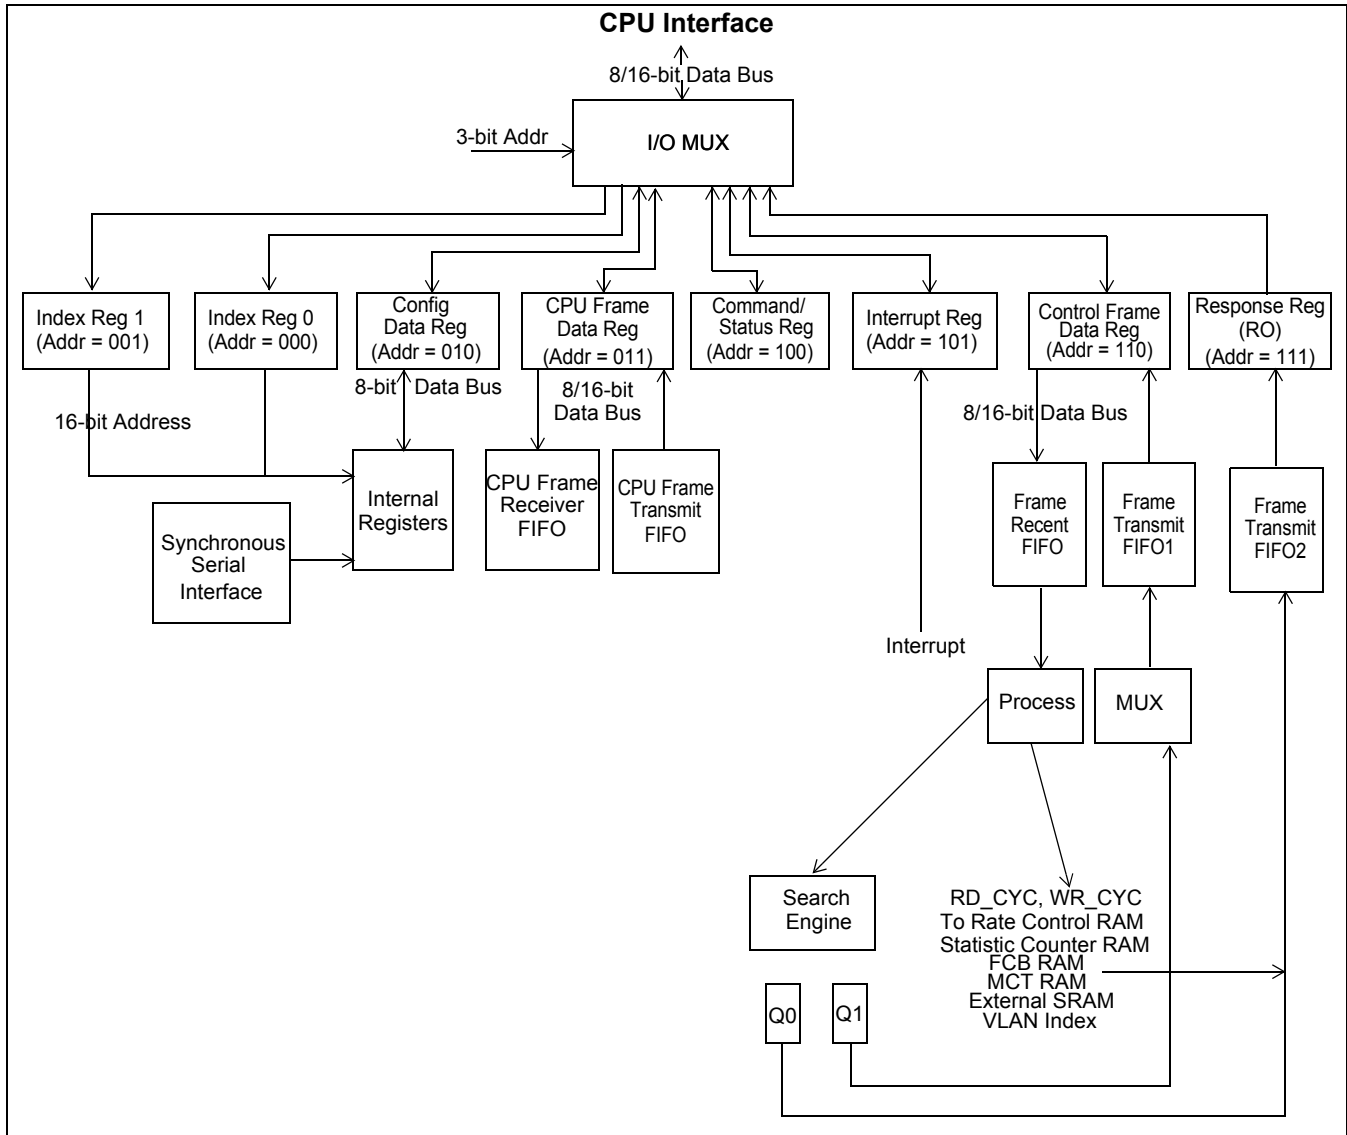 CPU Interface
8/16-bit Data Bus
3-bit Addr
I/O MUX
Index Reg 1
(Addr = 001)
Index Reg 0
(Addr = 000)
Config
Data Reg
(Addr = 010)
CPU Frame
Data Reg
(Addr = 011)
Command/
Status Reg
(Addr = 100)
Interrupt Reg
(Addr = 101)
Control Frame
Data Reg
(Addr = 110)
Response Reg
(RO)
(Addr = 111)
16-bit Address
8-bit Data Bus
8/16-bit
Data Bus
8/16-bit Data Bus
Synchronous
Serial
Interface
Internal
Registers
CPU Frame
Receiver
FIFO
CPU Frame
Transmit
FIFO
Interrupt
Frame
Recent
FIFO
Frame
Transmit
FIFO1
Frame
Transmit
FIFO2
Process
MUX
Search
Engine
RD_CYC, WR_CYC
To Rate Control RAM
Statistic Counter RAM
FCB RAM
MCT RAM
External SRAM
VLAN Index
Q0
Q1